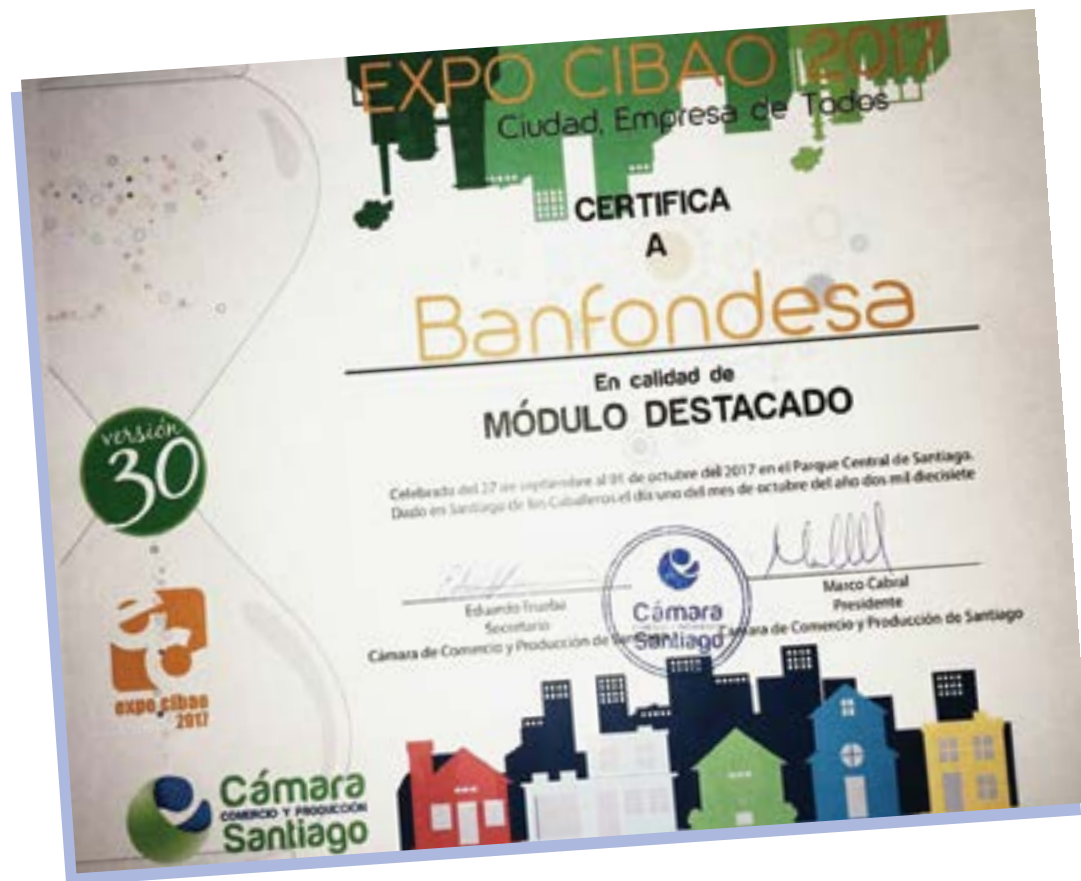 EXPO CIBAO 2017
Ciudad, Empresa de Todos
CERTIFICA
A
Banfondesa
En calidad de
MÓDULO DESTACADO
Celebrado del 27 de septiembre al 01 de octubre del 2017 en el Parque Central de Santiago.
Dado en Santiago de los Caballeros el día uno del mes de octubre del año dos mil diecisiete
versión
30
Eduardo Trueba
Secretario
Cámara de Comercio y Producción de
Marco Cabral
Presidente
Cámara de Comercio y Producción de Santiago
Cámara
Santiago
expo cibao
2017
Cámara
COMERCIO Y PRODUCCIÓN
Santiago